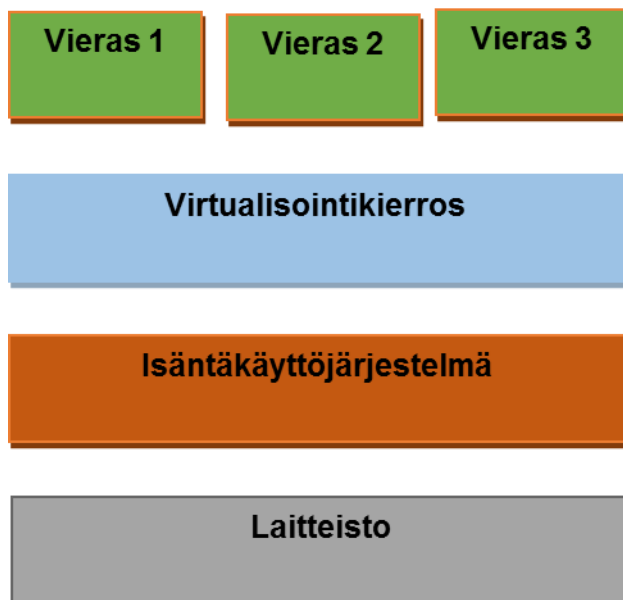 Vieras 1
Vieras 2
Vieras 3
Virtualisointikierros
Isäntäkäyttöjärjestelmä
Laitteisto